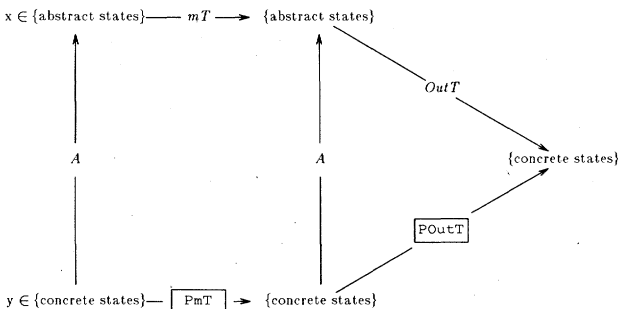 x ∈ {abstract states} mT {abstract states}
OutT
A A {concrete states}
POutT
y ∈ {concrete states} PmT {concrete states}